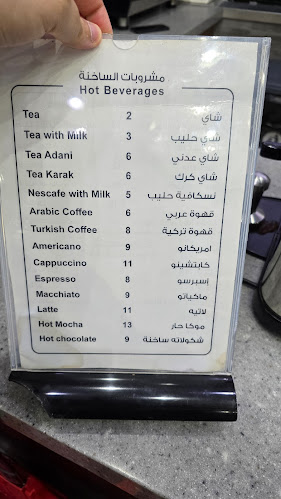 مشروبات الساخنة
Hot Beverages
Tea 2 شاي
Tea with Milk 3 شاي حليب
Tea Adani 6 شاي عدني
Tea Karak 6 شاي كرك
Nescafe with Milk 5 نسكافية حليب
Arabic Coffee 6 قهوة عربي
Turkish Coffee 8 قهوة تركية
Americano 9 امريكانو
Cappuccino 11 كابتشينو
Espresso 8 إسبرسو
Macchiato 9 ماكياتو
Latte 11 لاتيه
Hot Mocha 13 موكا حار
Hot chocolate 9 شكولاته ساخنة